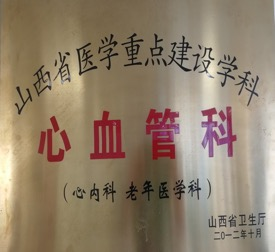 山西省医学重点建设学科
心血管科
（心内科 老年医学科）
山西省卫生厅
二〇一二年十月